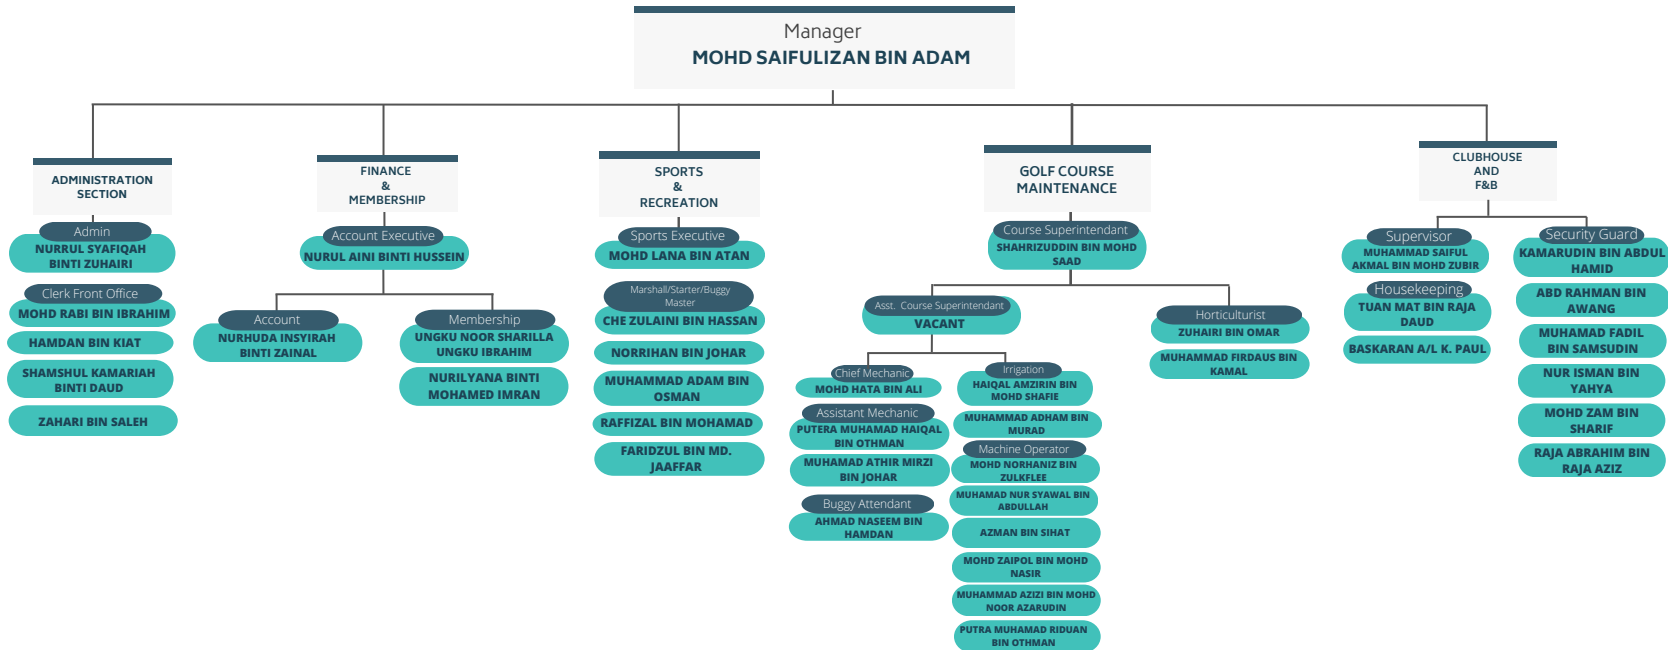 Manager
MOHD SAIFULIZAN BIN ADAM
ADMINISTRATION
SECTION
Admin
NURRUL SYAFIQAH
BINTI ZUHAIRI
Clerk Front Office
MOHD RABI BIN IBRAHIM
HAMDAN BIN KIAT
SHAMSHUL KAMARIAH
BINTI DAUD
ZAHARI BIN SALEH
FINANCE
&
MEMBERSHIP
Account Executive
NURUL AINI BINTI HUSSEIN
Account
NURHUDA INSYIRAH
BINTI ZAINAL
Membership
UNGKU NOOR SHARILLA
UNGKU IBRAHIM
NURILYANA BINTI
MOHAMED IMRAN
SPORTS
&
RECREATION
Sports Executive
MOHD LANA BIN ATAN
Marshall/Starter/Buggy
Master
CHE ZULAINI BIN HASSAN
NORRIHAN BIN JOHAR
MUHAMMAD ADAM BIN
OSMAN
RAFFIZAL BIN MOHAMAD
FARIDZUL BIN MD.
JAAFFAR
GOLF COURSE
MAINTENANCE
Course Superintendant
SHAHRIZUDDIN BIN MOHD
SAAD
Asst. Course Superintendant
VACANT
Chief Mechanic
MOHD HATA BIN ALI
Assistant Mechanic
PUTERA MUHAMAD HAIQAL
BIN OTHMAN
MUHAMAD ATHIR MIRZI
BIN JOHAR
Buggy Attendant
AHMAD NASEEM BIN
HAMDAN
Irrigation
HAIQAL AMZIRIN BIN
MOHD SHAFIE
MUHAMMAD ADHAM BIN
MURAD
Machine Operator
MOHD NORHANIZ BIN
ZULKFLEE
MUHAMAD NUR SYAWAL BIN
ABDULLAH
AZMAN BIN SIHAT
MOHD ZAIPOL BIN MOHD
NASIR
MUHAMMAD AZIZI BIN MOHD
NOOR AZARUDIN
PUTRA MUHAMAD RIDUAN
BIN OTHMAN
Horticulturist
ZUHAIRI BIN OMAR
MUHAMMAD FIRDAUS BIN
KAMAL
CLUBHOUSE
AND
F&B
Supervisor
MUHAMMAD SAIFUL
AKMAL BIN MOHD ZUBIR
Housekeeping
TUAN MAT BIN RAJA
DAUD
BASKARAN A/L K. PAUL
Security Guard
KAMARUDIN BIN ABDUL
HAMID
ABD RAHMAN BIN
AWANG
MUHAMAD FADIL
BIN SAMSUDIN
NUR ISMAN BIN
YAHYA
MOHD ZAM BIN
SHARIF
RAJA ABRAHIM BIN
RAJA AZIZ